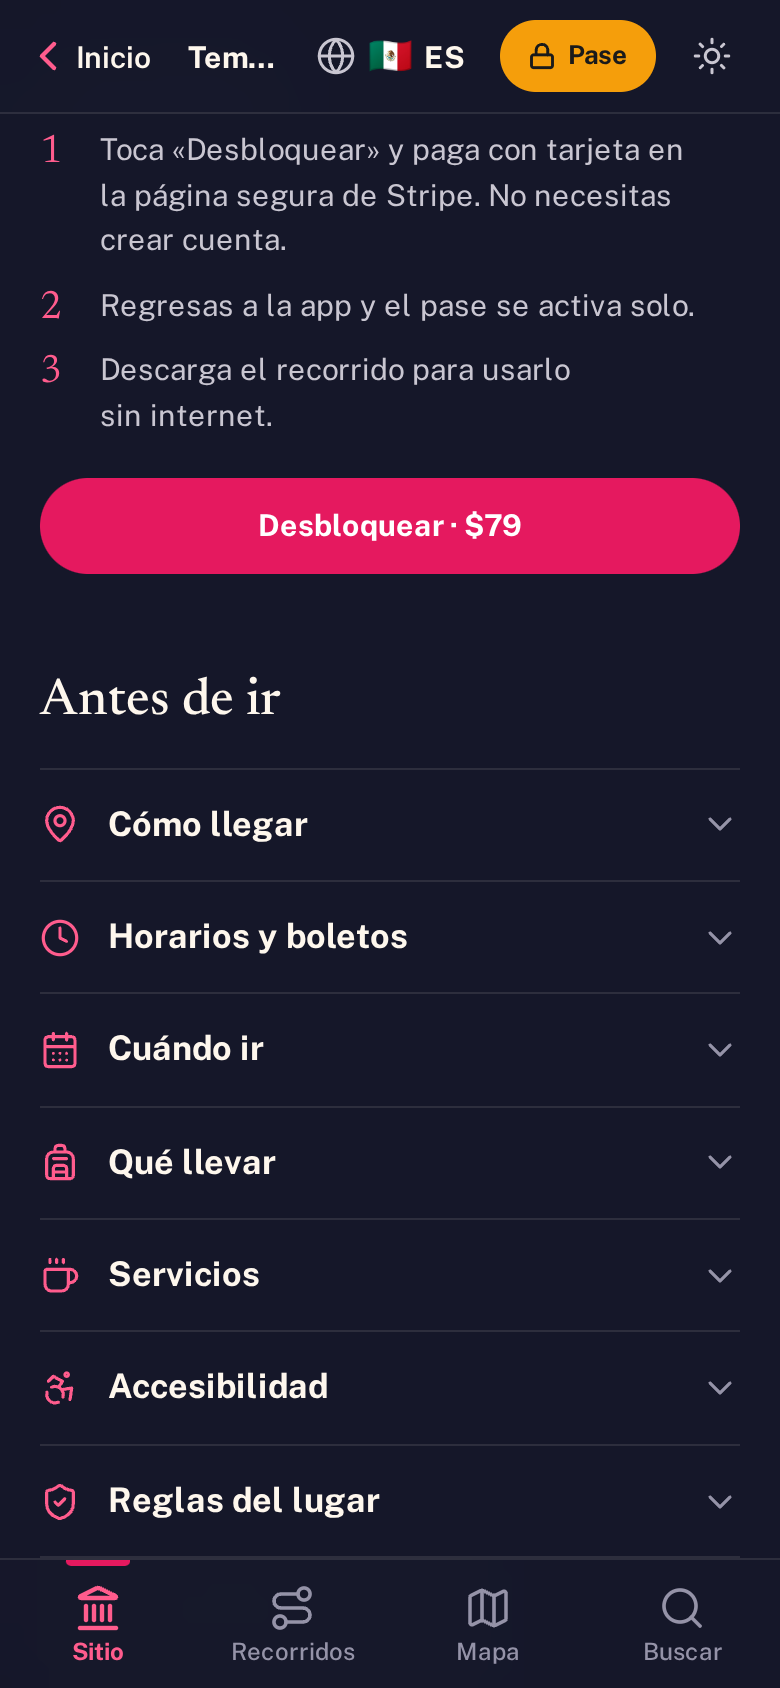 Inicio Tem... ES Pase
1 Toca «Desbloquear» y paga con tarjeta en
la página segura de Stripe. No necesitas
crear cuenta.
2 Regresas a la app y el pase se activa solo.
3 Descarga el recorrido para usarlo
sin internet.
Desbloquear · $79
Antes de ir
Cómo llegar
Horarios y boletos
Cuándo ir
Qué llevar
Servicios
Accesibilidad
Reglas del lugar
Sitio Recorridos Mapa Buscar